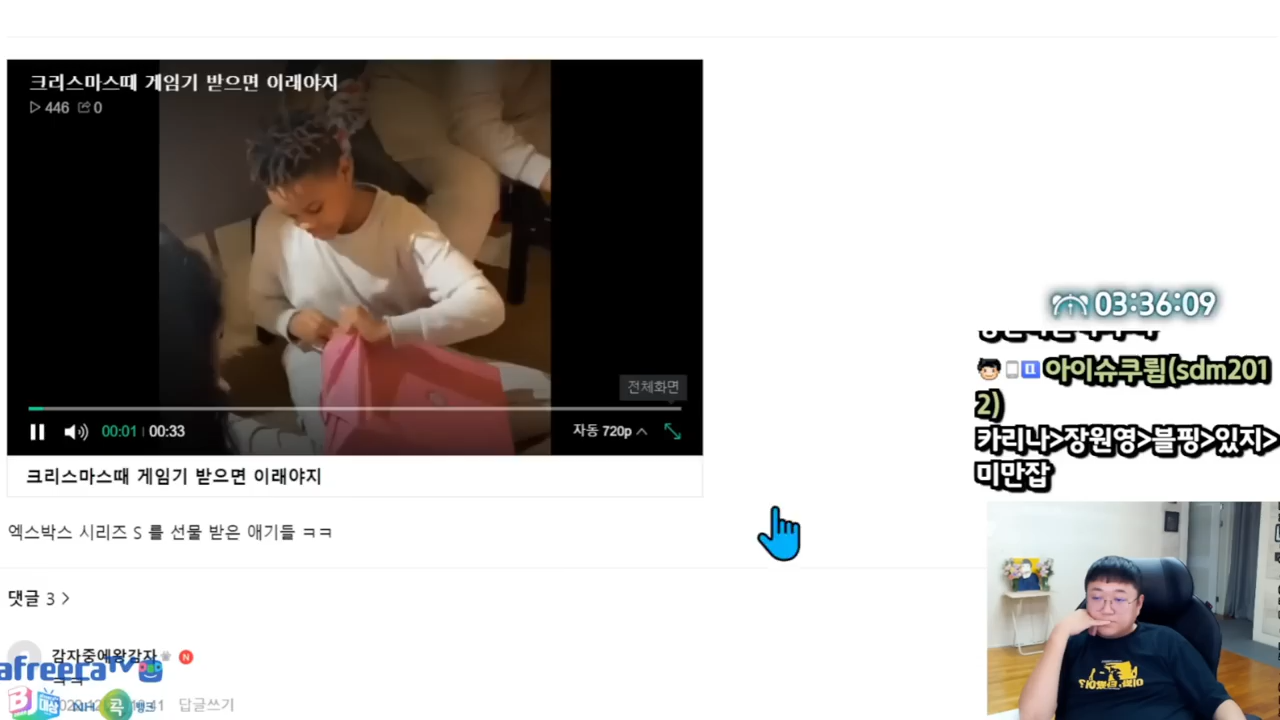 크리스마스때 게임기 받으면 이래야지
446 0
전체화면
00:01 00:33
자동 720p
크리스마스때 게임기 받으면 이래야지
엑스박스 시리즈 S 를 선물 받은 애기들 ㅋㅋ
댓글 3
감자중에왕감자 N
afreecaTV
답글쓰기
03:36:09
아이슈쿠륌(sdm201
2)
카리나>장원영>블핑>있지>
미만잡